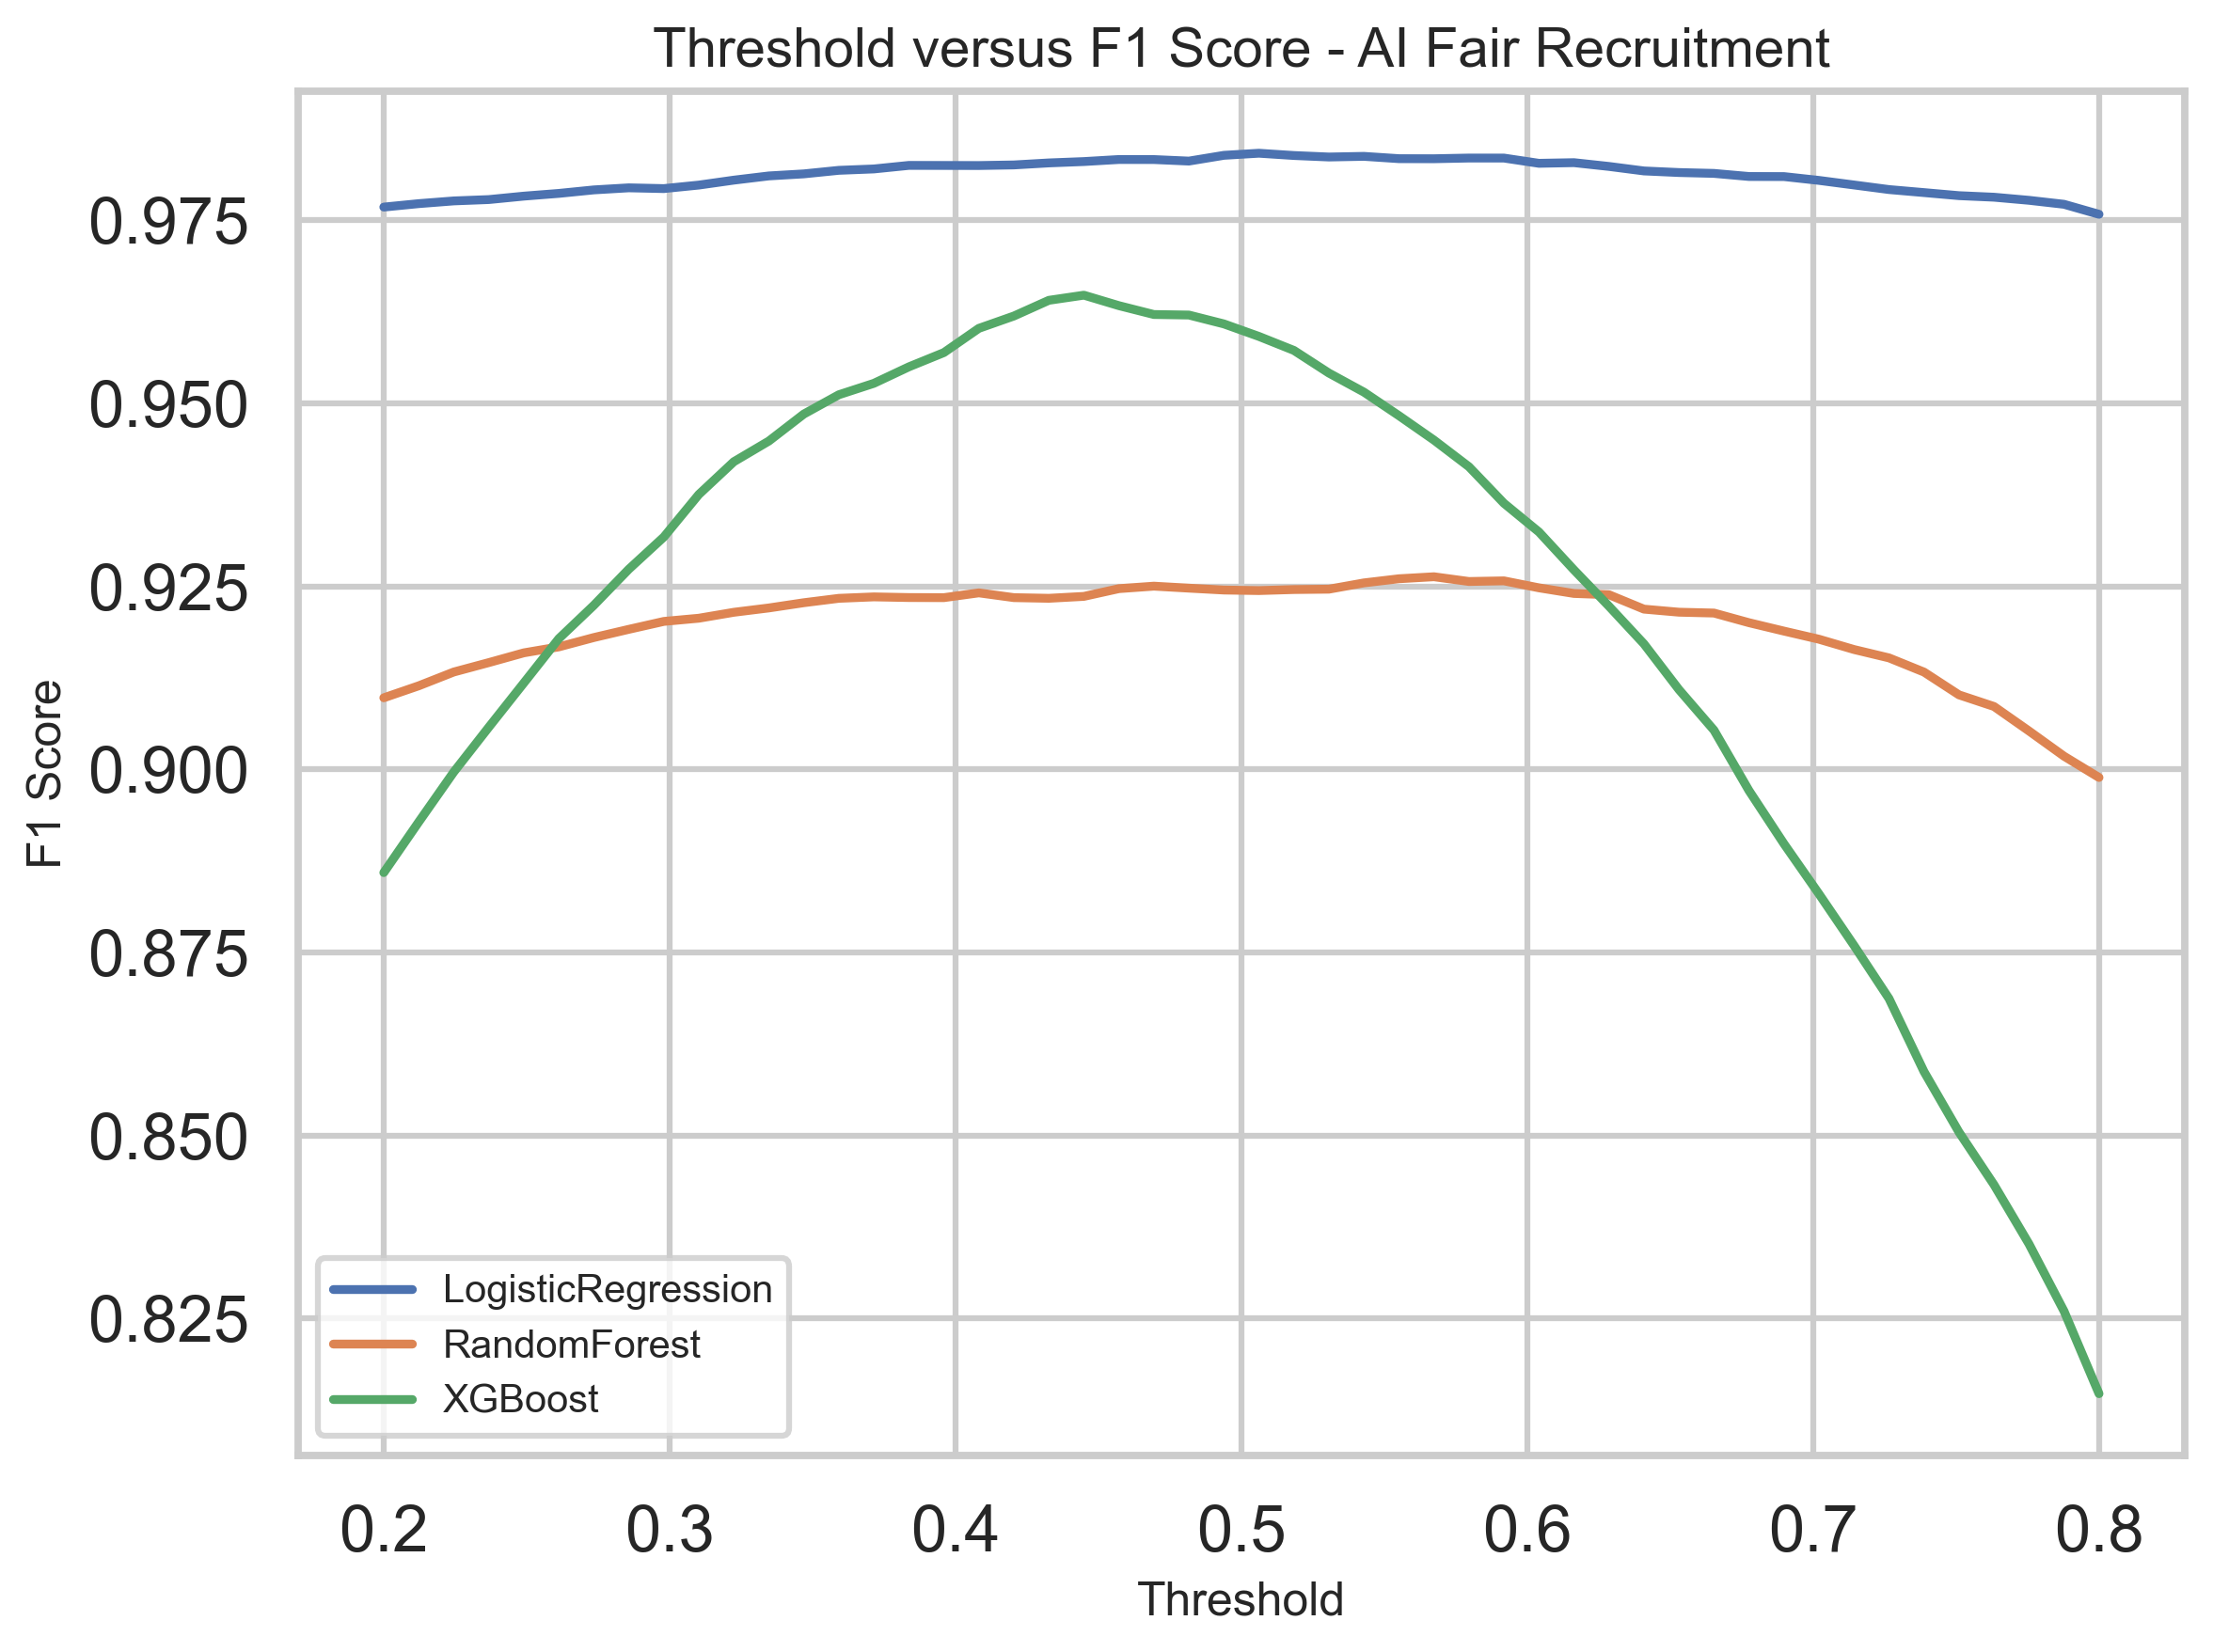 Threshold versus F1 Score - AI Fair Recruitment
F1 Score
0.975
0.950
0.925
0.900
0.875
0.850
0.825
LogisticRegression
RandomForest
XGBoost
0.2 0.3 0.4 0.5 0.6 0.7 0.8
Threshold